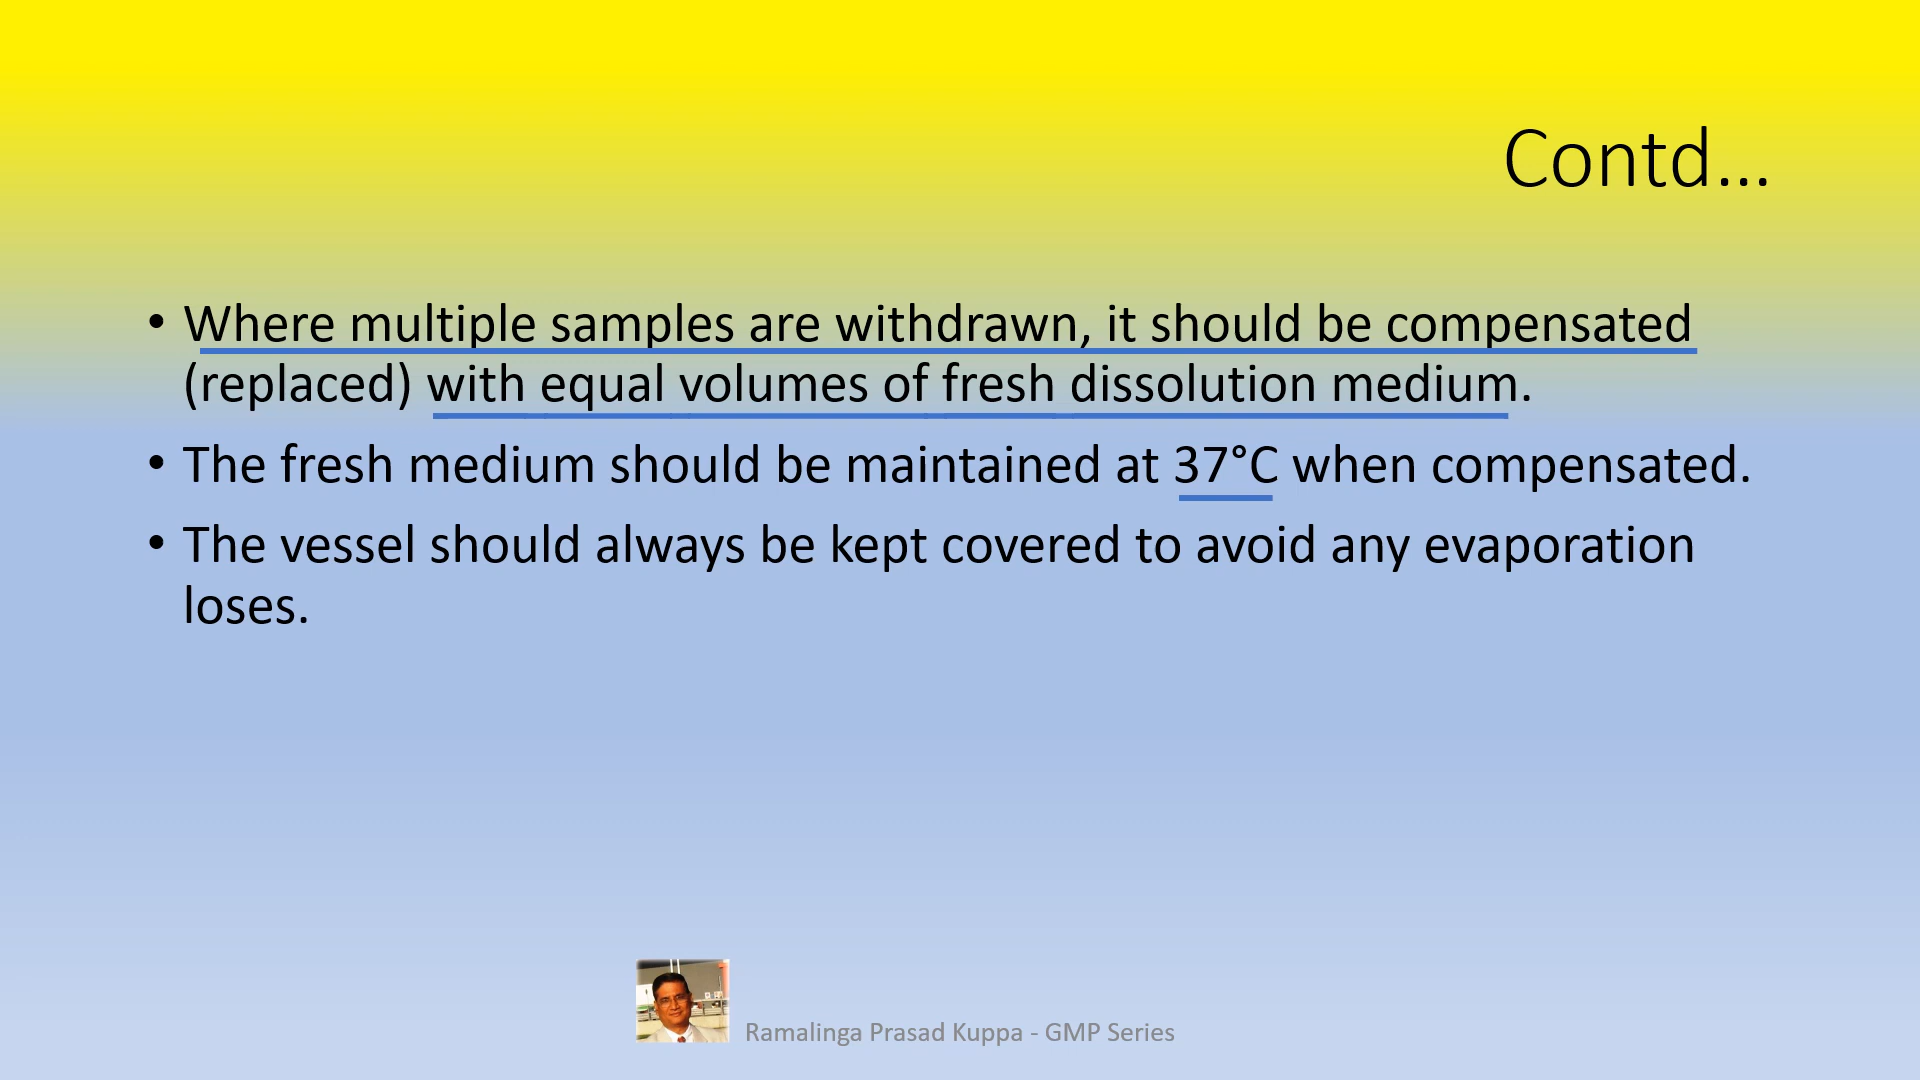 Contd...
• Where multiple samples are withdrawn, it should be compensated
(replaced) with equal volumes of fresh dissolution medium.
• The fresh medium should be maintained at 37°C when compensated.
• The vessel should always be kept covered to avoid any evaporation
loses.
Ramalinga Prasad Kuppa - GMP Series